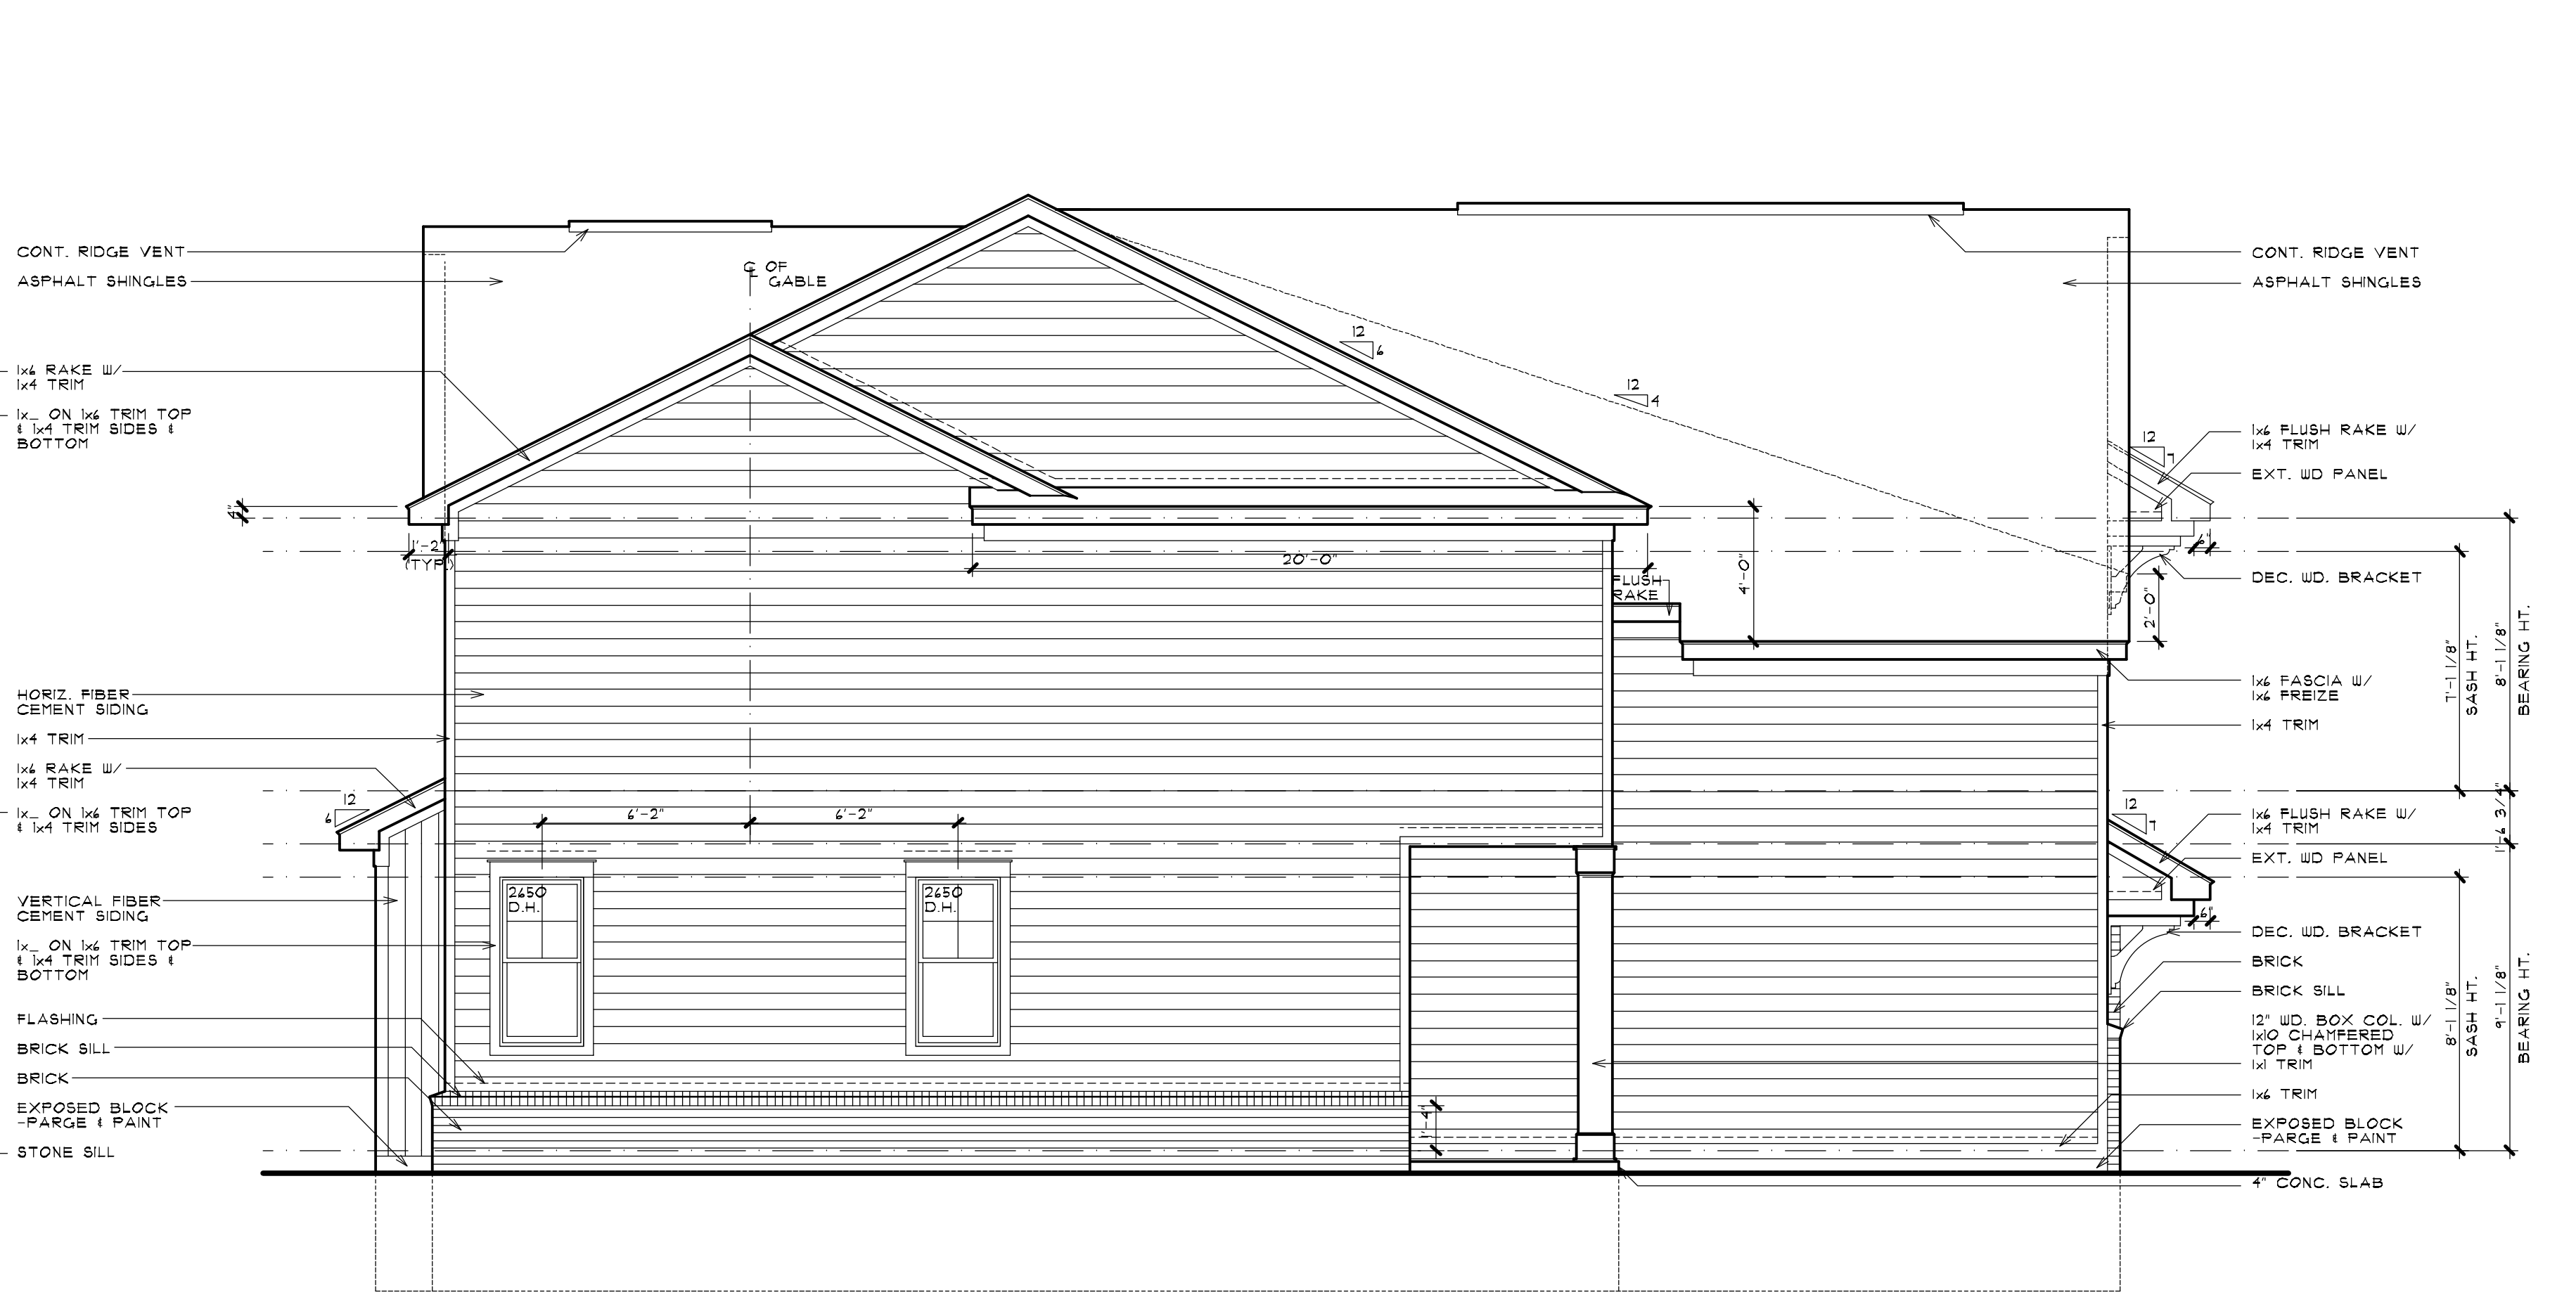 CONT. RIDGE VENT
ASPHALT SHINGLES
1x6 RAKE W/
1x4 TRIM
1x_ ON 1x6 TRIM TOP
& 1x4 TRIM SIDES &
BOTTOM
HORIZ. FIBER
CEMENT SIDING
1x4 TRIM
1x6 RAKE W/
1x4 TRIM
1x_ ON 1x6 TRIM TOP
& 1x4 TRIM SIDES
VERTICAL FIBER
CEMENT SIDING
1x_ ON 1x6 TRIM TOP
& 1x4 TRIM SIDES &
BOTTOM
FLASHING
BRICK SILL
BRICK
EXPOSED BLOCK
-PARGE & PAINT
STONE SILL
4"
1'-2"
(TYP.)
12
6
℄ OF
GABLE
12
6
12
4
20'-0"
FLUSH
RAKE
4'-0"
6'-2"
6'-2"
2650
D.H.
2650
D.H.
1'-4"
12
7
6"
2'-0"
12
7
6"
CONT. RIDGE VENT
ASPHALT SHINGLES
1x6 FLUSH RAKE W/
1x4 TRIM
EXT. WD PANEL
DEC. WD. BRACKET
1x6 FASCIA W/
1x6 FREIZE
1x4 TRIM
1x6 FLUSH RAKE W/
1x4 TRIM
EXT. WD PANEL
DEC. WD. BRACKET
BRICK
BRICK SILL
12" WD. BOX COL. W/
1x10 CHAMFERED
TOP & BOTTOM W/
1x1 TRIM
1x6 TRIM
EXPOSED BLOCK
-PARGE & PAINT
4" CONC. SLAB
7'-1 1/8"
SASH HT.
8'-1 1/8"
BEARING HT.
1'-6 3/4"
8'-1 1/8"
SASH HT.
9'-1 1/8"
BEARING HT.